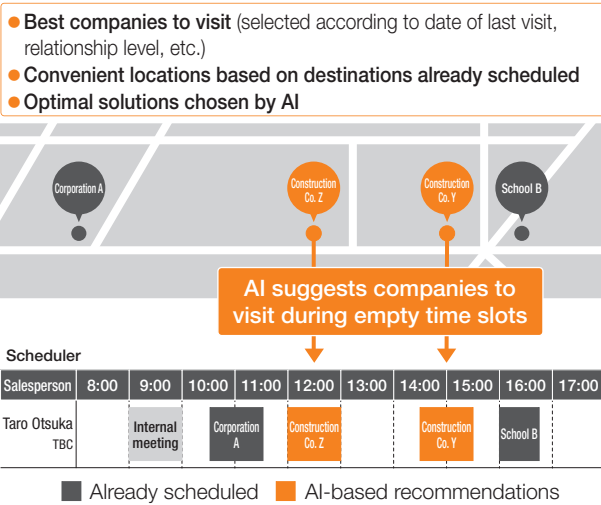 Best companies to visit (selected according to date of last visit,
relationship level, etc.)
Convenient locations based on destinations already scheduled
Optimal solutions chosen by AI
Corporation A
Construction
Co. Z
Construction
Co. Y
School B
AI suggests companies to
visit during empty time slots
Scheduler
Salesperson 8:00 9:00 10:00 11:00 12:00 13:00 14:00 15:00 16:00 17:00
Taro Otsuka
TBC
Internal
meeting
Corporation
A
Construction
Co. Z
Construction
Co. Y
School B
Already scheduled AI-based recommendations